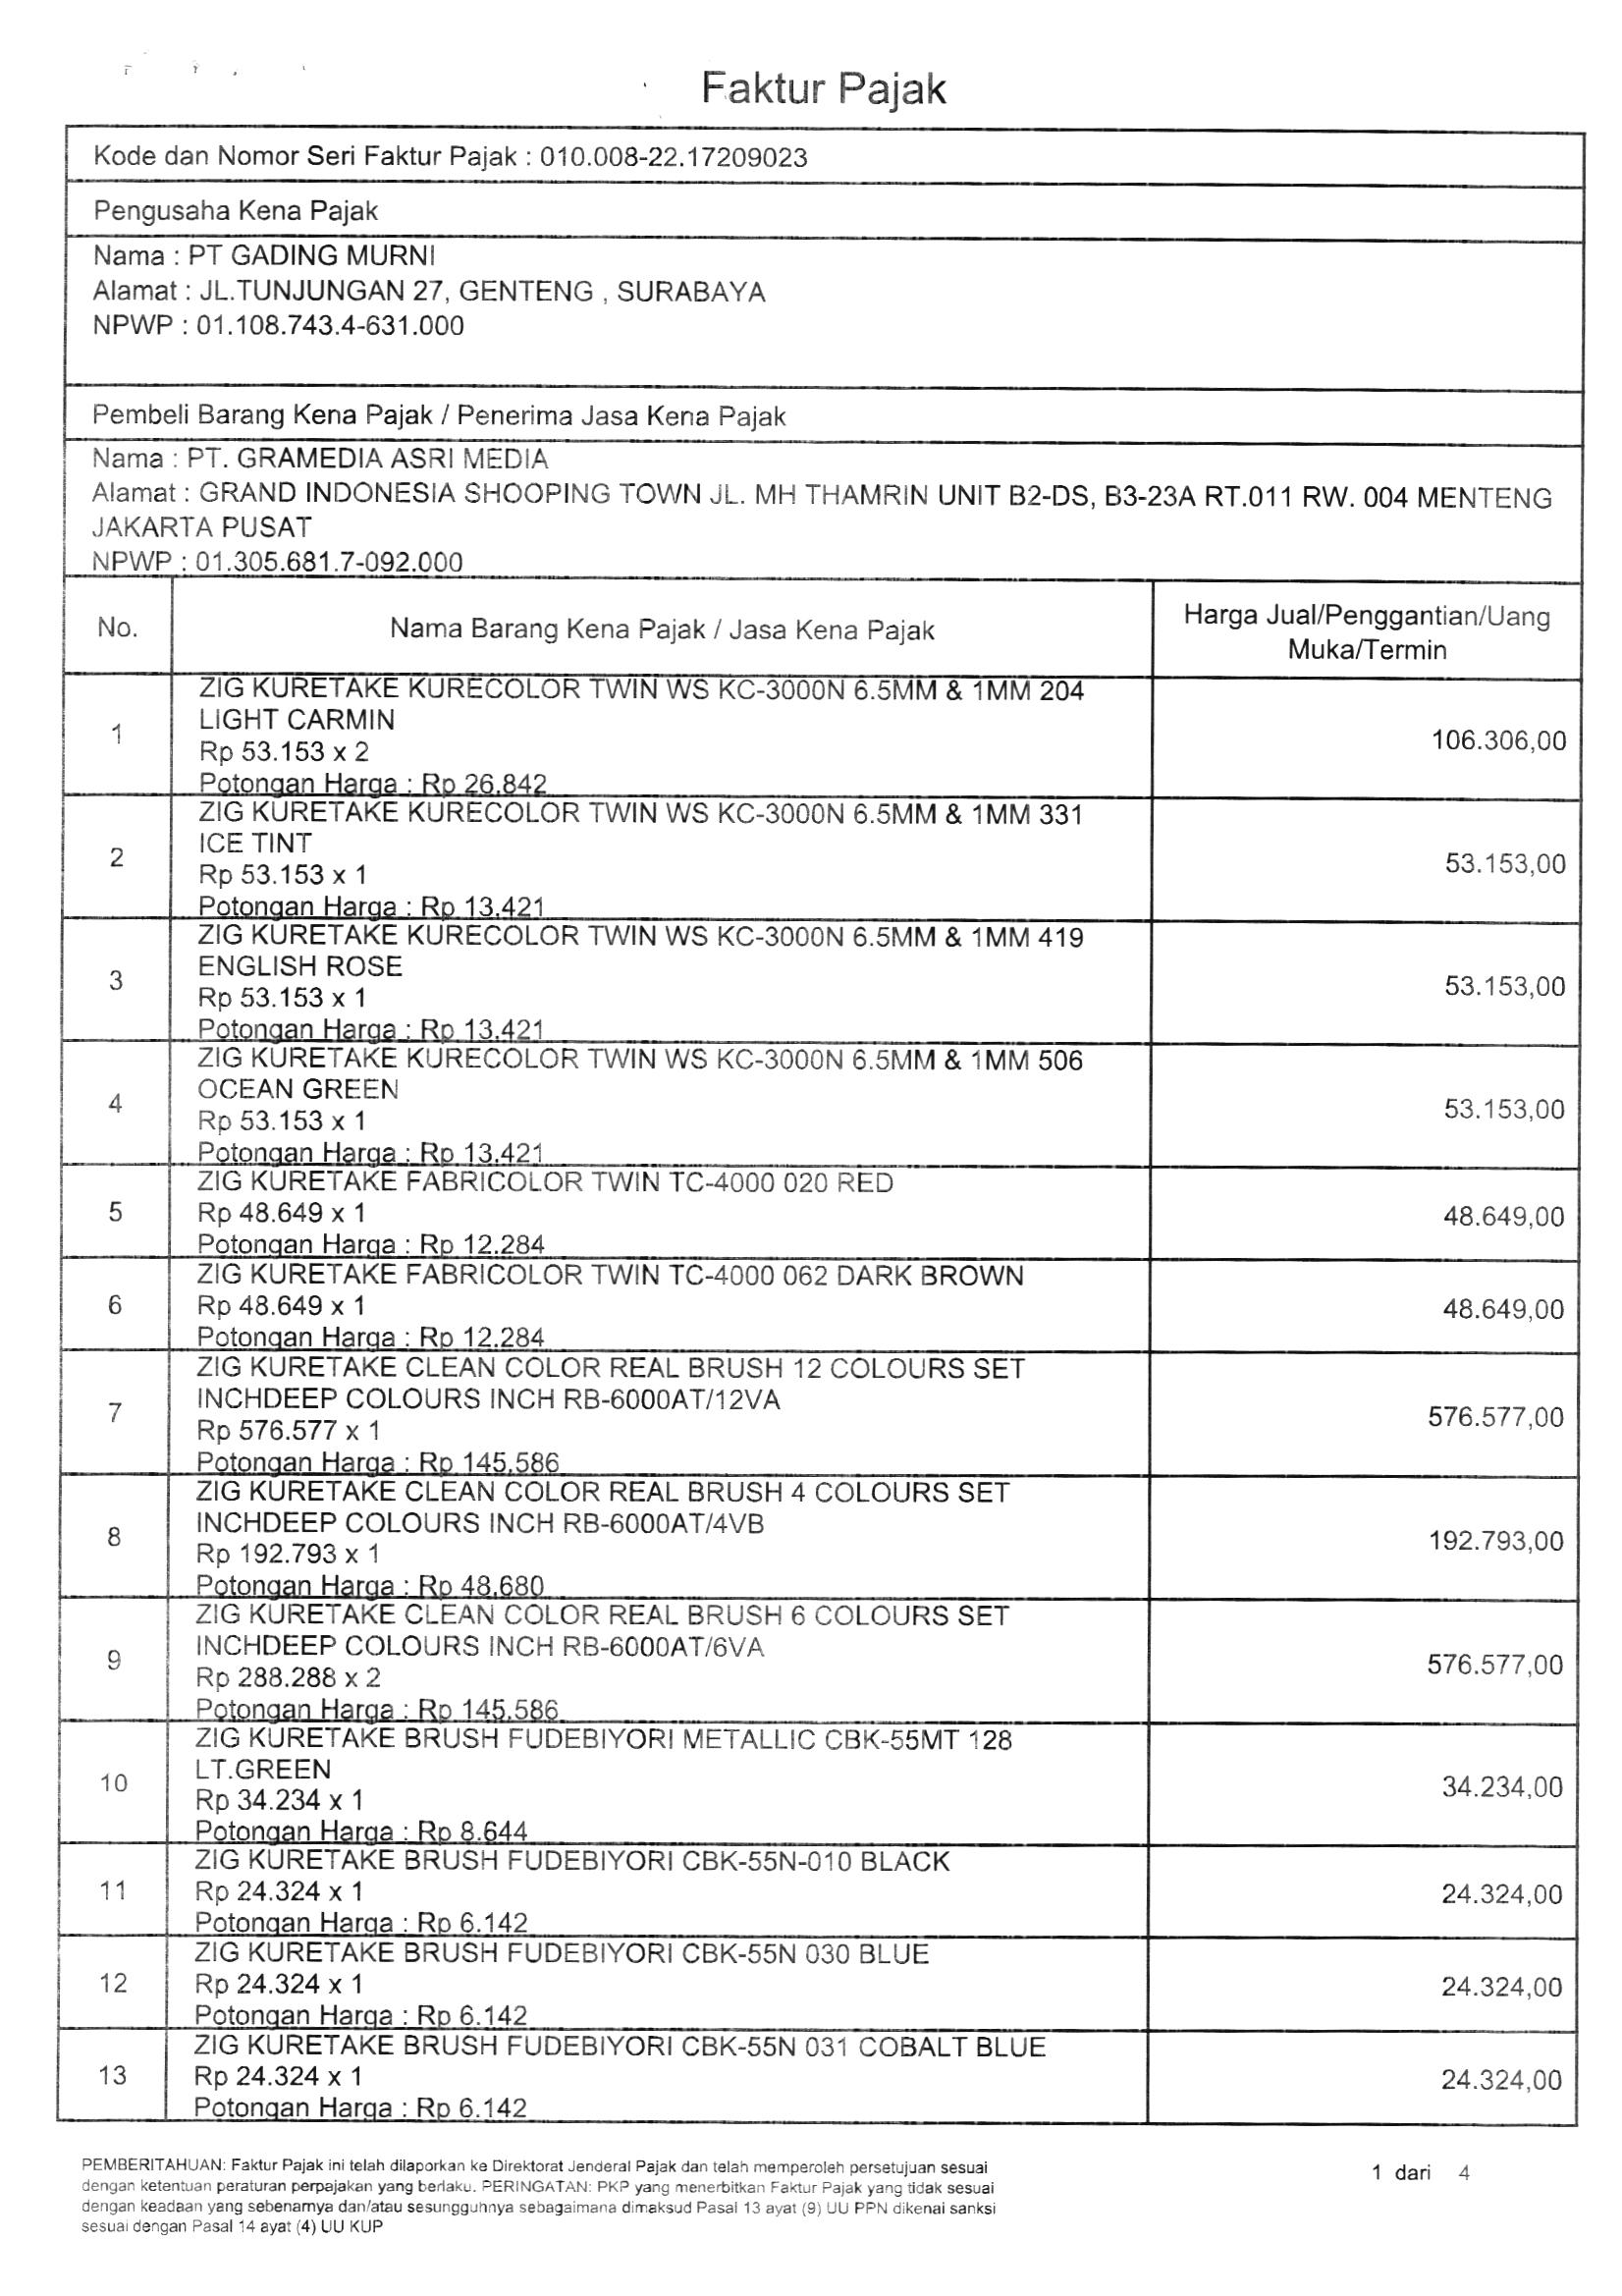 Faktur Pajak
Kode dan Nomor Seri Faktur Pajak : 010.008-22.17209023
Pengusaha Kena Pajak
Nama : PT GADING MURNI
Alamat : JL.TUNJUNGAN 27, GENTENG , SURABAYA
NPWP : 01.108.743.4-631.000
Pembeli Barang Kena Pajak / Penerima Jasa Kena Pajak
Nama : PT. GRAMEDIA ASRI MEDIA
Alamat : GRAND INDONESIA SHOOPING TOWN JL. MH THAMRIN UNIT B2-DS, B3-23A RT.011 RW. 004 MENTENG
JAKARTA PUSAT
NPWP : 01.305.681.7-092.000
No.
Nama Barang Kena Pajak / Jasa Kena Pajak
Harga Jual/Penggantian/Uang
Muka/Termin
1
ZIG KURETAKE KURECOLOR TWIN WS KC-3000N 6.5MM & 1MM 204
LIGHT CARMIN
Rp 53.153 x 2
Potongan Harga : Rp 26.842
106.306,00
2
ZIG KURETAKE KURECOLOR TWIN WS KC-3000N 6.5MM & 1MM 331
ICE TINT
Rp 53.153 x 1
Potongan Harga : Rp 13.421
53.153,00
3
ZIG KURETAKE KURECOLOR TWIN WS KC-3000N 6.5MM & 1MM 419
ENGLISH ROSE
Rp 53.153 x 1
Potongan Harga : Rp 13.421
53.153,00
4
ZIG KURETAKE KURECOLOR TWIN WS KC-3000N 6.5MM & 1MM 506
OCEAN GREEN
Rp 53.153 x 1
Potongan Harga : Rp 13.421
53.153,00
5
ZIG KURETAKE FABRICOLOR TWIN TC-4000 020 RED
Rp 48.649 x 1
Potongan Harga : Rp 12.284
48.649,00
6
ZIG KURETAKE FABRICOLOR TWIN TC-4000 062 DARK BROWN
Rp 48.649 x 1
Potongan Harga : Rp 12.284
48.649,00
7
ZIG KURETAKE CLEAN COLOR REAL BRUSH 12 COLOURS SET
INCHDEEP COLOURS INCH RB-6000AT/12VA
Rp 576.577 x 1
Potongan Harga : Rp 145.586
576.577,00
8
ZIG KURETAKE CLEAN COLOR REAL BRUSH 4 COLOURS SET
INCHDEEP COLOURS INCH RB-6000AT/4VB
Rp 192.793 x 1
Potongan Harga : Rp 48.680
192.793,00
9
ZIG KURETAKE CLEAN COLOR REAL BRUSH 6 COLOURS SET
INCHDEEP COLOURS INCH RB-6000AT/6VA
Rp 288.288 x 2
Potongan Harga : Rp 145.586
576.577,00
10
ZIG KURETAKE BRUSH FUDEBIYORI METALLIC CBK-55MT 128
LT.GREEN
Rp 34.234 x 1
Potongan Harga : Rp 8.644
34.234,00
11
ZIG KURETAKE BRUSH FUDEBIYORI CBK-55N-010 BLACK
Rp 24.324 x 1
Potongan Harga : Rp 6.142
24.324,00
12
ZIG KURETAKE BRUSH FUDEBIYORI CBK-55N 030 BLUE
Rp 24.324 x 1
Potongan Harga : Rp 6.142
24.324,00
13
ZIG KURETAKE BRUSH FUDEBIYORI CBK-55N 031 COBALT BLUE
Rp 24.324 x 1
Potongan Harga : Rp 6.142
24.324,00
PEMBERITAHUAN: Faktur Pajak ini telah dilaporkan ke Direktorat Jenderal Pajak dan telah memperoleh persetujuan sesuai
dengan ketentuan peraturan perpajakan yang berlaku. PERINGATAN: PKP yang menerbitkan Faktur Pajak yang tidak sesuai
dengan keadaan yang sebenarnya dan/atau sesungguhnya sebagaimana dimaksud Pasal 13 ayat (9) UU PPN dikenai sanksi
sesuai dengan Pasal 14 ayat (4) UU KUP
1 dari 4